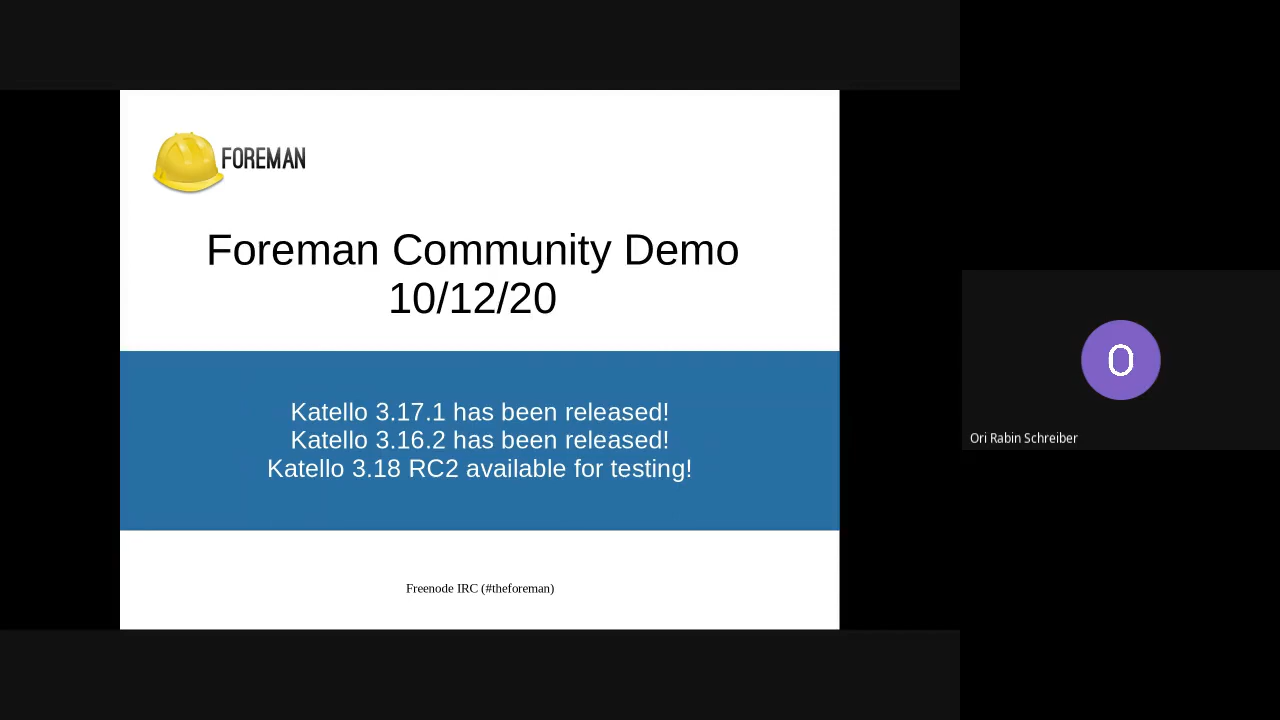 FOREMAN
Foreman Community Demo
10/12/20
Katello 3.17.1 has been released!
Katello 3.16.2 has been released!
Katello 3.18 RC2 available for testing!
Freenode IRC (#theforeman)
O
Ori Rabin Schreiber